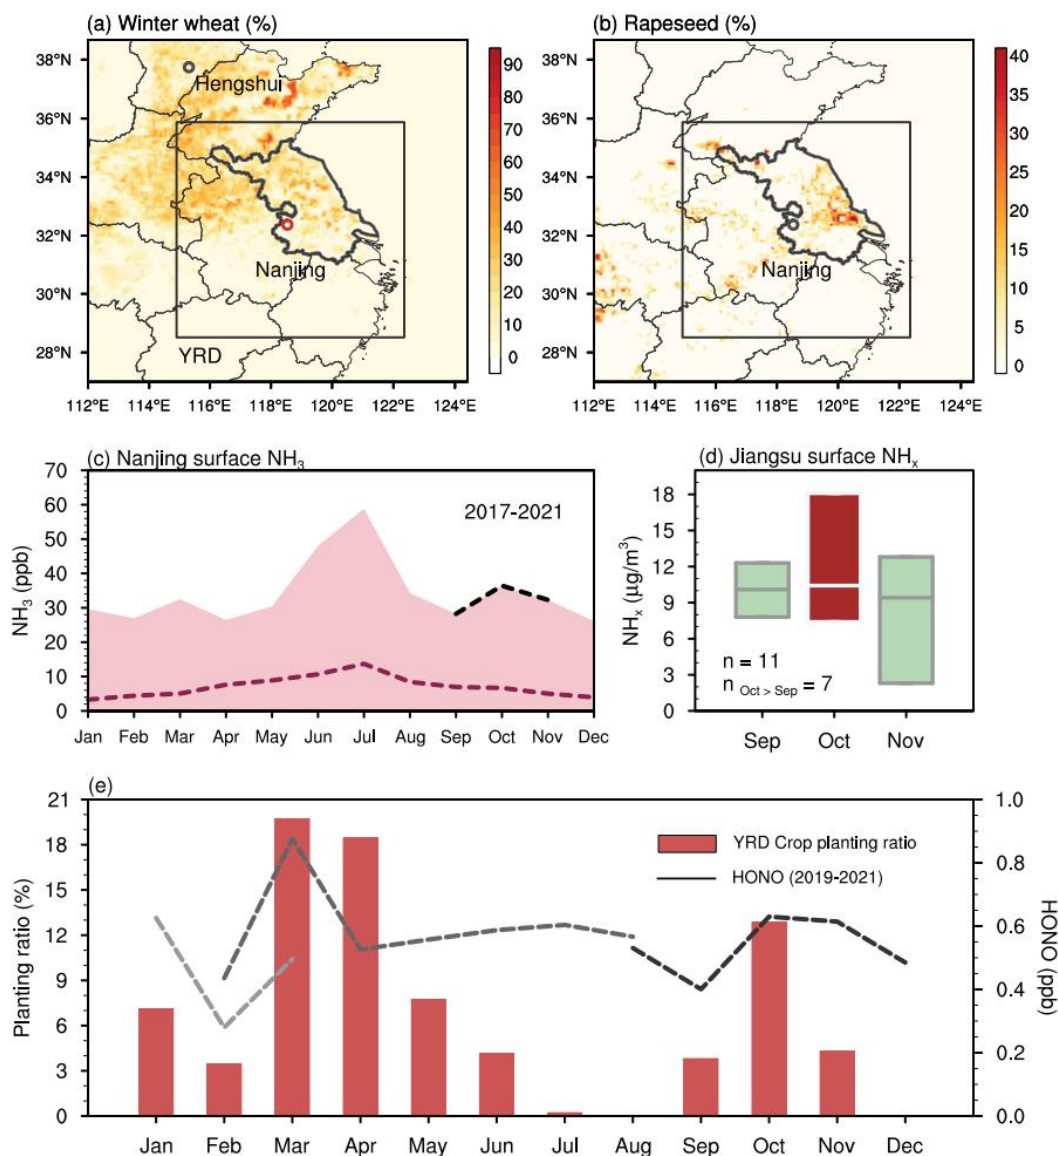 (a) Winter wheat (%)
38°N
36°N
34°N
32°N
30°N
28°N
112°E 114°E 116°E 118°E 120°E 122°E 124°E
Hengshui
Nanjing
YRD
90
80
70
60
50
40
30
20
10
0
(b) Rapeseed (%)
38°N
36°N
34°N
32°N
30°N
28°N
112°E 114°E 116°E 118°E 120°E 122°E 124°E
Nanjing
40
35
30
25
20
15
10
5
0
(c) Nanjing surface NH₃
NH₃ (ppb)
70
60
50
40
30
20
10
0
2017-2021
Jan Feb Mar Apr May Jun Jul Aug Sep Oct Nov Dec
(d) Jiangsu surface NHₓ
NHₓ (μg/m³)
18
15
12
9
6
3
0
n = 11
n Oct > Sep = 7
Sep Oct Nov
(e)
Planting ratio (%)
21
18
15
12
9
6
3
0
YRD Crop planting ratio
HONO (2019-2021)
1.0
0.8
0.6
0.4
0.2
0.0
HONO (ppb)
Jan Feb Mar Apr May Jun Jul Aug Sep Oct Nov Dec